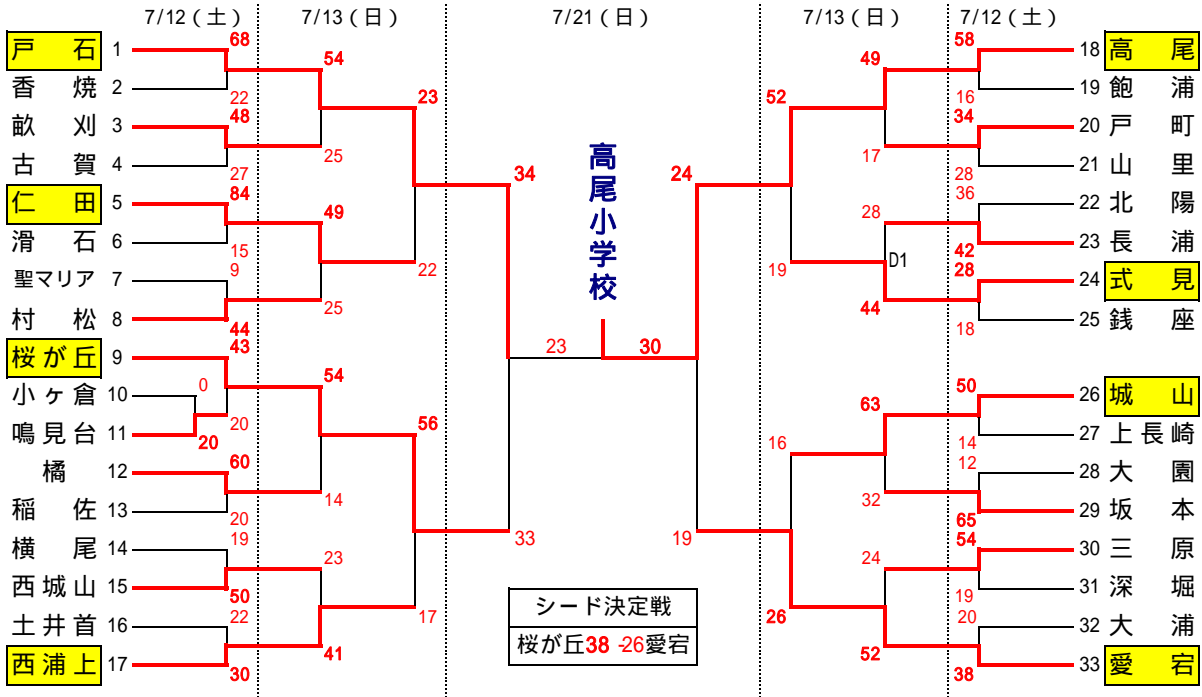 7/12（土） 7/13（日） 7/21（日） 7/13（日） 7/12（土）
戸石 1
香焼 2
畝刈 3
古賀 4
仁田 5
滑石 6
聖マリア 7
村松 8
桜が丘 9
小ヶ倉 10
鳴見台 11
橘 12
稲佐 13
横尾 14
西城山 15
土井首 16
西浦上 17
68
22
48
27
84
15
9
44
43
0
20
20
60
20
19
50
22
30
54
25
49
25
54
14
23
41
23
22
56
17
34
33
高尾小学校
23 30
シード決定戦
桜が丘38-26愛宕
24
19
52
19
16
26
49
17
28
D1
44
63
32
24
52
58
16
34
28
36
42
28
18
50
14
12
65
54
19
20
38
18 高尾
19 飽浦
20 戸町
21 山里
22 北陽
23 長浦
24 式見
25 銭座
26 城山
27 上長崎
28 大園
29 坂本
30 三原
31 深堀
32 大浦
33 愛宕